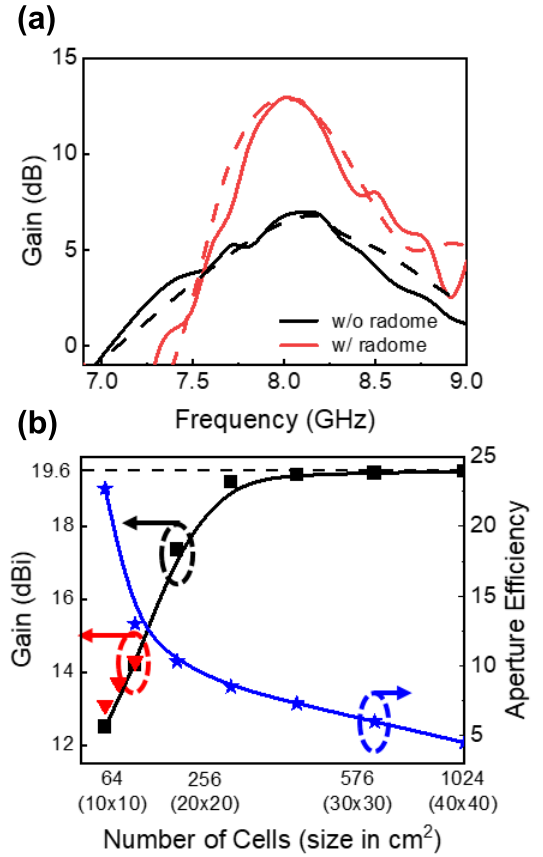 (a)
15
10
5
0
Gain (dB)
w/o radome
w/ radome
7.0 7.5 8.0 8.5 9.0
Frequency (GHz)
(b)
19.6
18
16
14
12
Gain (dBi)
25
20
15
10
5
Aperture Efficiency
64 256 576 1024
(10x10) (20x20) (30x30) (40x40)
Number of Cells (size in cm²)